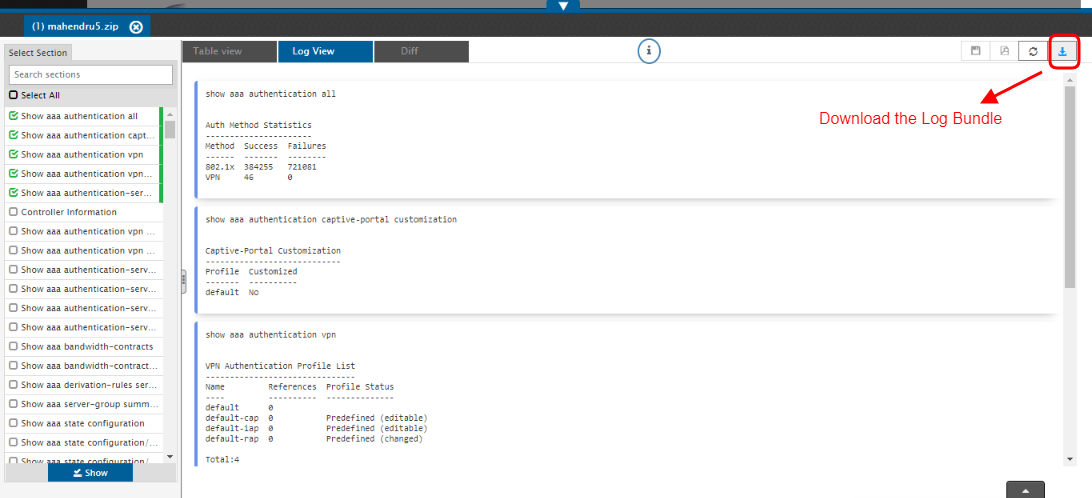 (1) mahendru5.zip
Select Section
Search sections
Select All
Show aaa authentication all
Show aaa authentication capt...
Show aaa authentication vpn
Show aaa authentication vpn...
Show aaa authentication-ser...
Controller Information
Show aaa authentication vpn ...
Show aaa authentication vpn ...
Show aaa authentication-serv...
Show aaa authentication-serv...
Show aaa authentication-serv...
Show aaa authentication-serv...
Show aaa bandwidth-contracts
Show aaa bandwidth-contract...
Show aaa derivation-rules ser...
Show aaa server-group summ...
Show aaa state configuration
Show aaa state configuration/...
Show aaa state configuration/
Show
Table view
Log View
Diff
i
Download the Log Bundle
show aaa authentication all
Auth Method Statistics
----------------------
Method Success Failures
------ ------- --------
802.1x 384255 721081
VPN 46 0
show aaa authentication captive-portal customization
Captive-Portal Customization
----------------------------
Profile Customized
------- ----------
default No
show aaa authentication vpn
VPN Authentication Profile List
-------------------------------
Name References Profile Status
---- ---------- --------------
default 0
default-cap 0 Predefined (editable)
default-iap 0 Predefined (editable)
default-rap 0 Predefined (changed)
Total:4